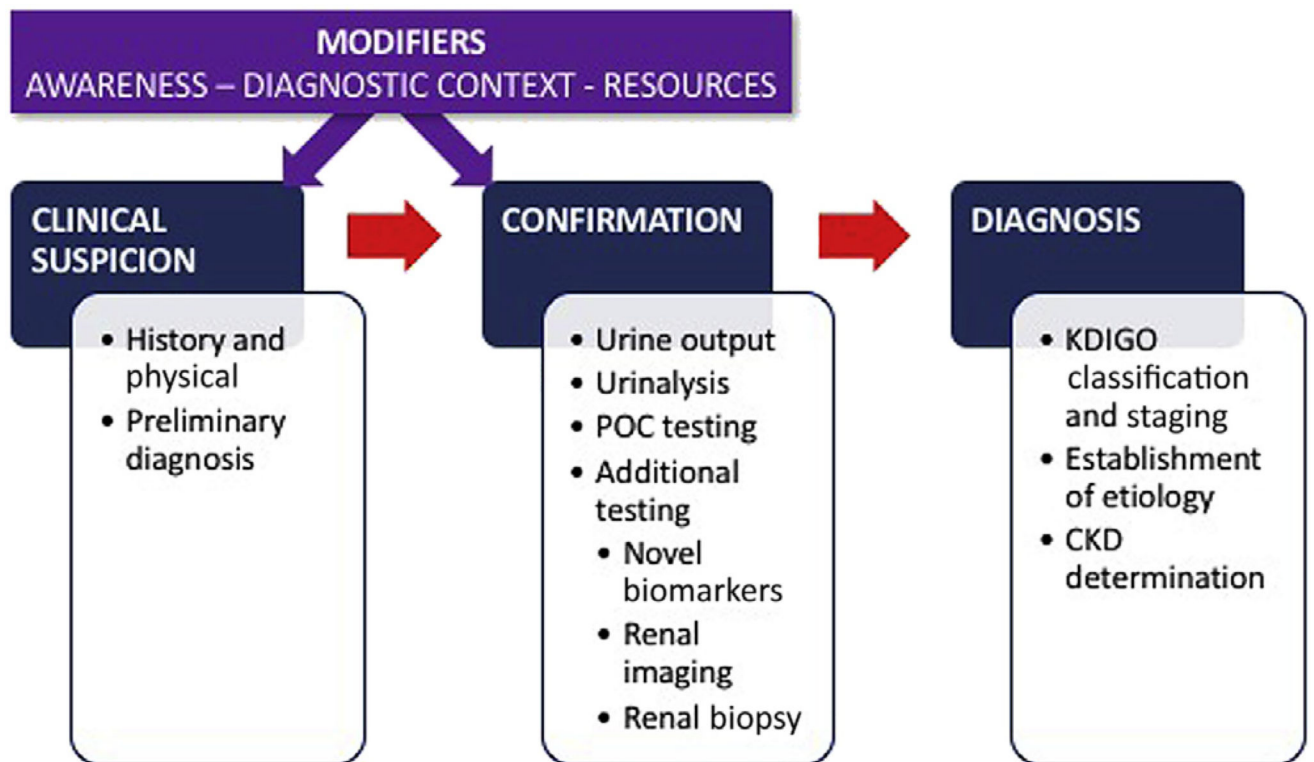 MODIFIERS
AWARENESS – DIAGNOSTIC CONTEXT - RESOURCES
CLINICAL
SUSPICION
• History and
physical
• Preliminary
diagnosis
CONFIRMATION
• Urine output
• Urinalysis
• POC testing
• Additional
testing
• Novel
biomarkers
• Renal
imaging
• Renal biopsy
DIAGNOSIS
• KDIGO
classification
and staging
• Establishment
of etiology
• CKD
determination